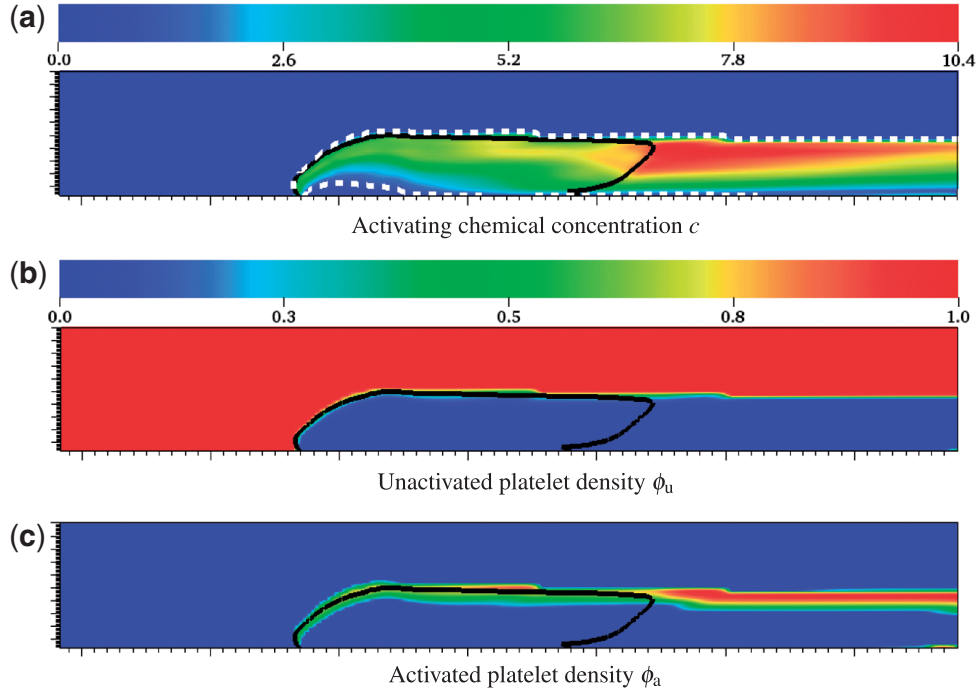 (a)
0.0 2.6 5.2 7.8 10.4
Activating chemical concentration c
(b)
0.0 0.3 0.5 0.8 1.0
Unactivated platelet density ϕu
(c)
Activated platelet density ϕa